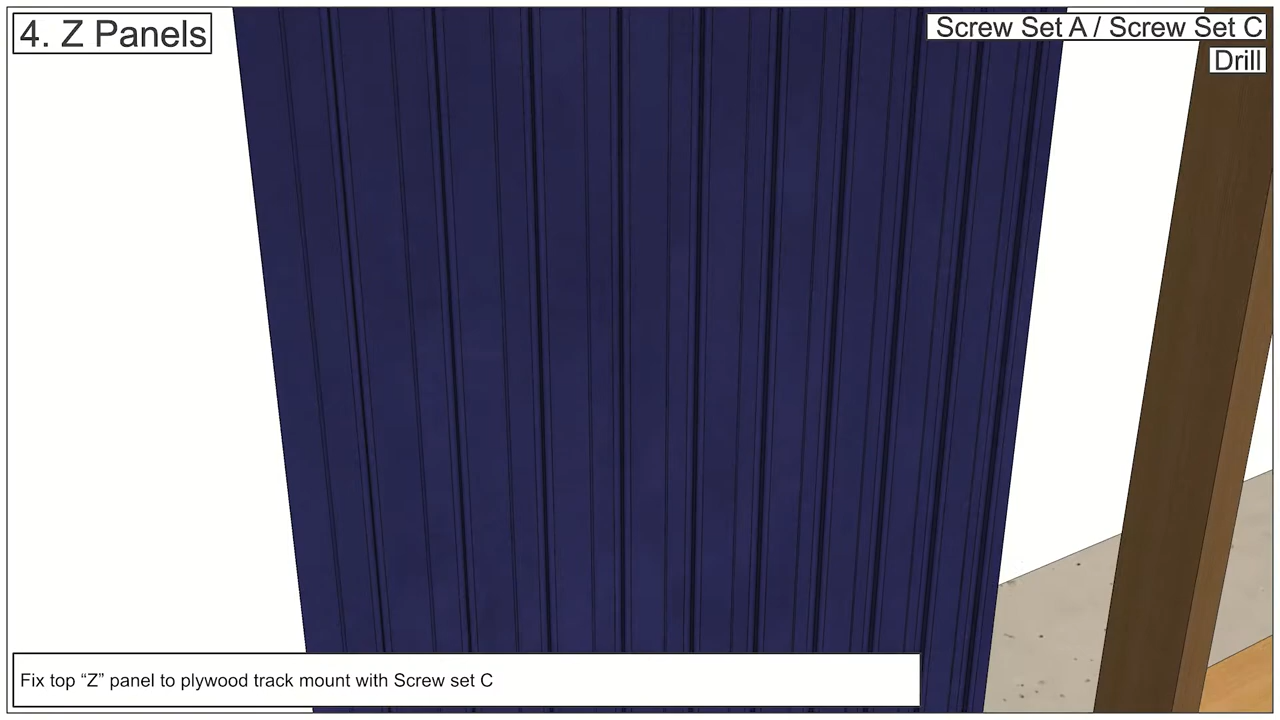 4. Z Panels
Screw Set A / Screw Set C
Drill
Fix top “Z” panel to plywood track mount with Screw set C